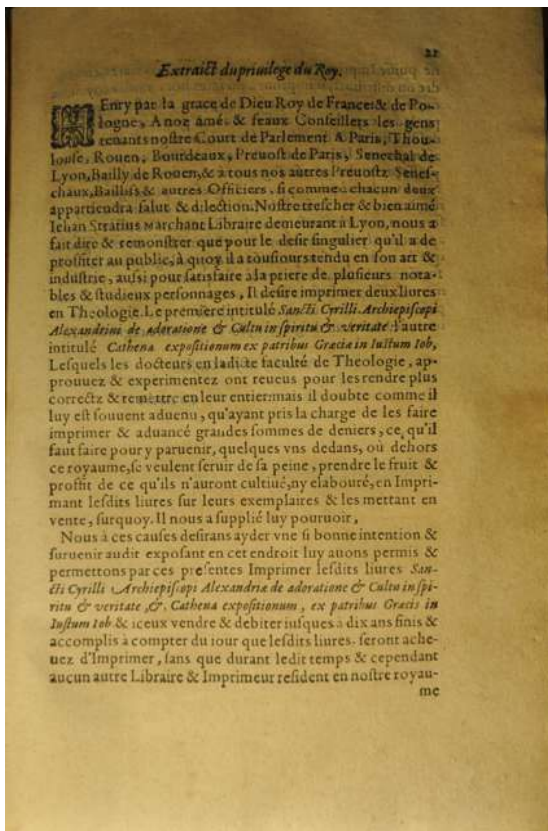 21
Extraict du priuilege du Roy.
HEnry par la grace de Dieu Roy de France & de Po-
logne, A noz amé & feaux Conseillers les gens
tenants nostre Court de Parlement A Paris, Thou-
louse, Rouen, Bourdeaux, Preuost de Paris, Senechal de
Lyon, Bailly de Rouen, & à tous nos autres Preuostz Senes-
chaux, Baillifs & autres Officiers, si comme à chacun deux
appartiendra salut & dilection. Nostre trescher & bien aimé
Iehan Stratius Marchant Libraire demeurant à Lyon, nous a
fait dire & remonstrer que pour le desir singulier qu'il a de
proffiter au public, à quoy il a tousiours tendu en son art &
industrie, aussi pour satisfaire à la priere de plusieurs nota-
bles & studieux personnages, Il desire imprimer deux liures
en Theologie. Le premiere intitulé Sancti Cyrilli Archiepiscopi
Alexandrini de adoratione & Cultu in spiritu & veritate l'autre
intitulé Cathena expositionum ex patribus Græcia in Iustum Iob,
Lesquels les docteurs en ladicte faculté de Theologie, ap-
prouuez & experimentez ont reueus pour les rendre plus
correctz & remettre en leur entier: mais il doubte comme il
luy est souuent aduenu, qu'ayant pris la charge de les faire
imprimer & aduancé grandes sommes de deniers, ce qu'il
faut faire pour y paruenir, quelques vns dedans, ou dehors
ce royaume, se veulent seruir de sa peine, prendre le fruit &
proffit de ce qu'ils n'auront cultiué, ny elabouré, en Impri-
mant lesdits liures sur leurs exemplaires & les mettant en
vente, surquoy. Il nous a supplié luy pouruoir,
Nous à ces causes desirans ayder vne si bonne intention &
suruenir audit exposant en cet endroit luy auons permis &
permettons par ces presentes Imprimer lesdits liures San-
cti Cyrilli Archiepiscopi Alexandriæ de adoratione & Cultu in spi-
ritu & veritate, & Cathena expositionum, ex patribus Græcis in
Iustum Iob & iceux vendre & debiter iusques à dix ans finis &
accomplis à compter du iour que lesdits liures seront ache-
uez d'Imprimer, sans que durant ledit temps & cependant
aucun autre Libraire & Imprimeur resident en nostre royau-
me